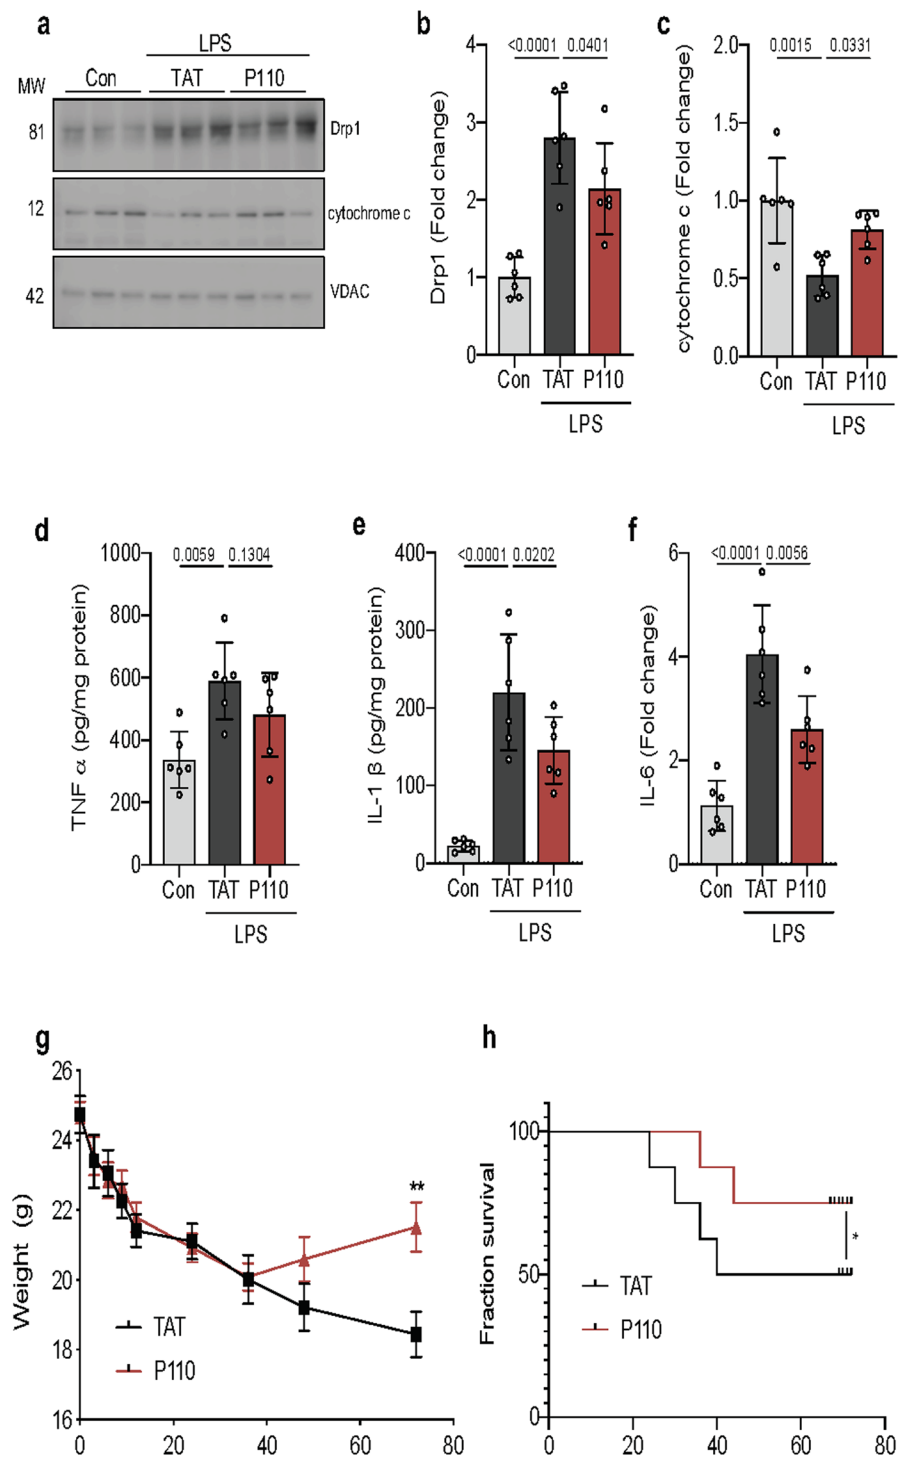 a
LPS
MW Con TAT P110
81 Drp1
12 cytochrome c
42 VDAC
b
<0.0001 0.0401
Drp1 (Fold change)
4
3
2
1
0
Con TAT P110
LPS
c
0.0015 0.0331
cytochrome c (Fold change)
2.0
1.5
1.0
0.5
0.0
Con TAT P110
LPS
d
0.0059 0.1304
TNF α (pg/mg protein)
1000
800
600
400
200
0
Con TAT P110
LPS
e
<0.0001 0.0202
IL-1 β (pg/mg protein)
400
300
200
100
0
Con TAT P110
LPS
f
<0.0001 0.0056
IL-6 (Fold change)
6
4
2
0
Con TAT P110
LPS
g
Weight (g)
26
24
22
20
18
16
**
TAT
P110
0 20 40 60 80
h
Fraction survival
100
50
0
*
TAT
P110
0 20 40 60 80